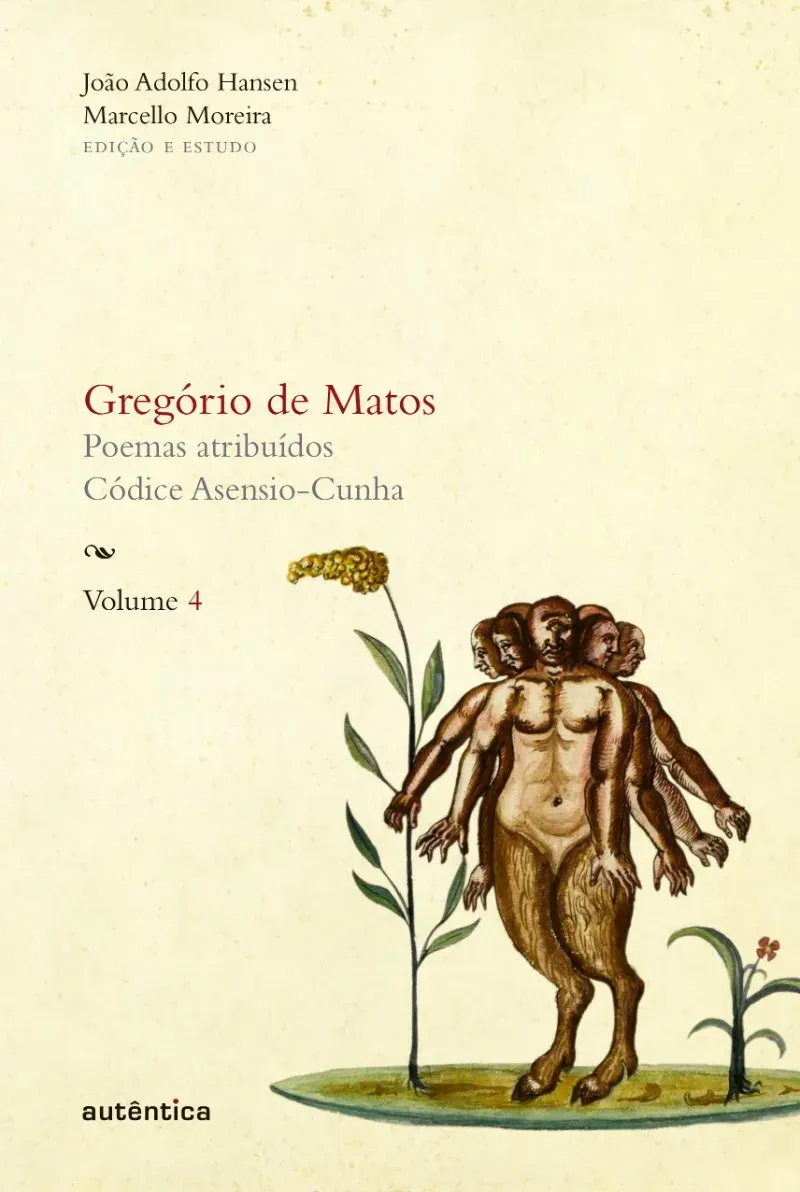 João Adolfo Hansen
Marcello Moreira
EDIÇÃO E ESTUDO
Gregório de Matos
Poemas atribuídos
Códice Asensio-Cunha
Volume 4
autêntica